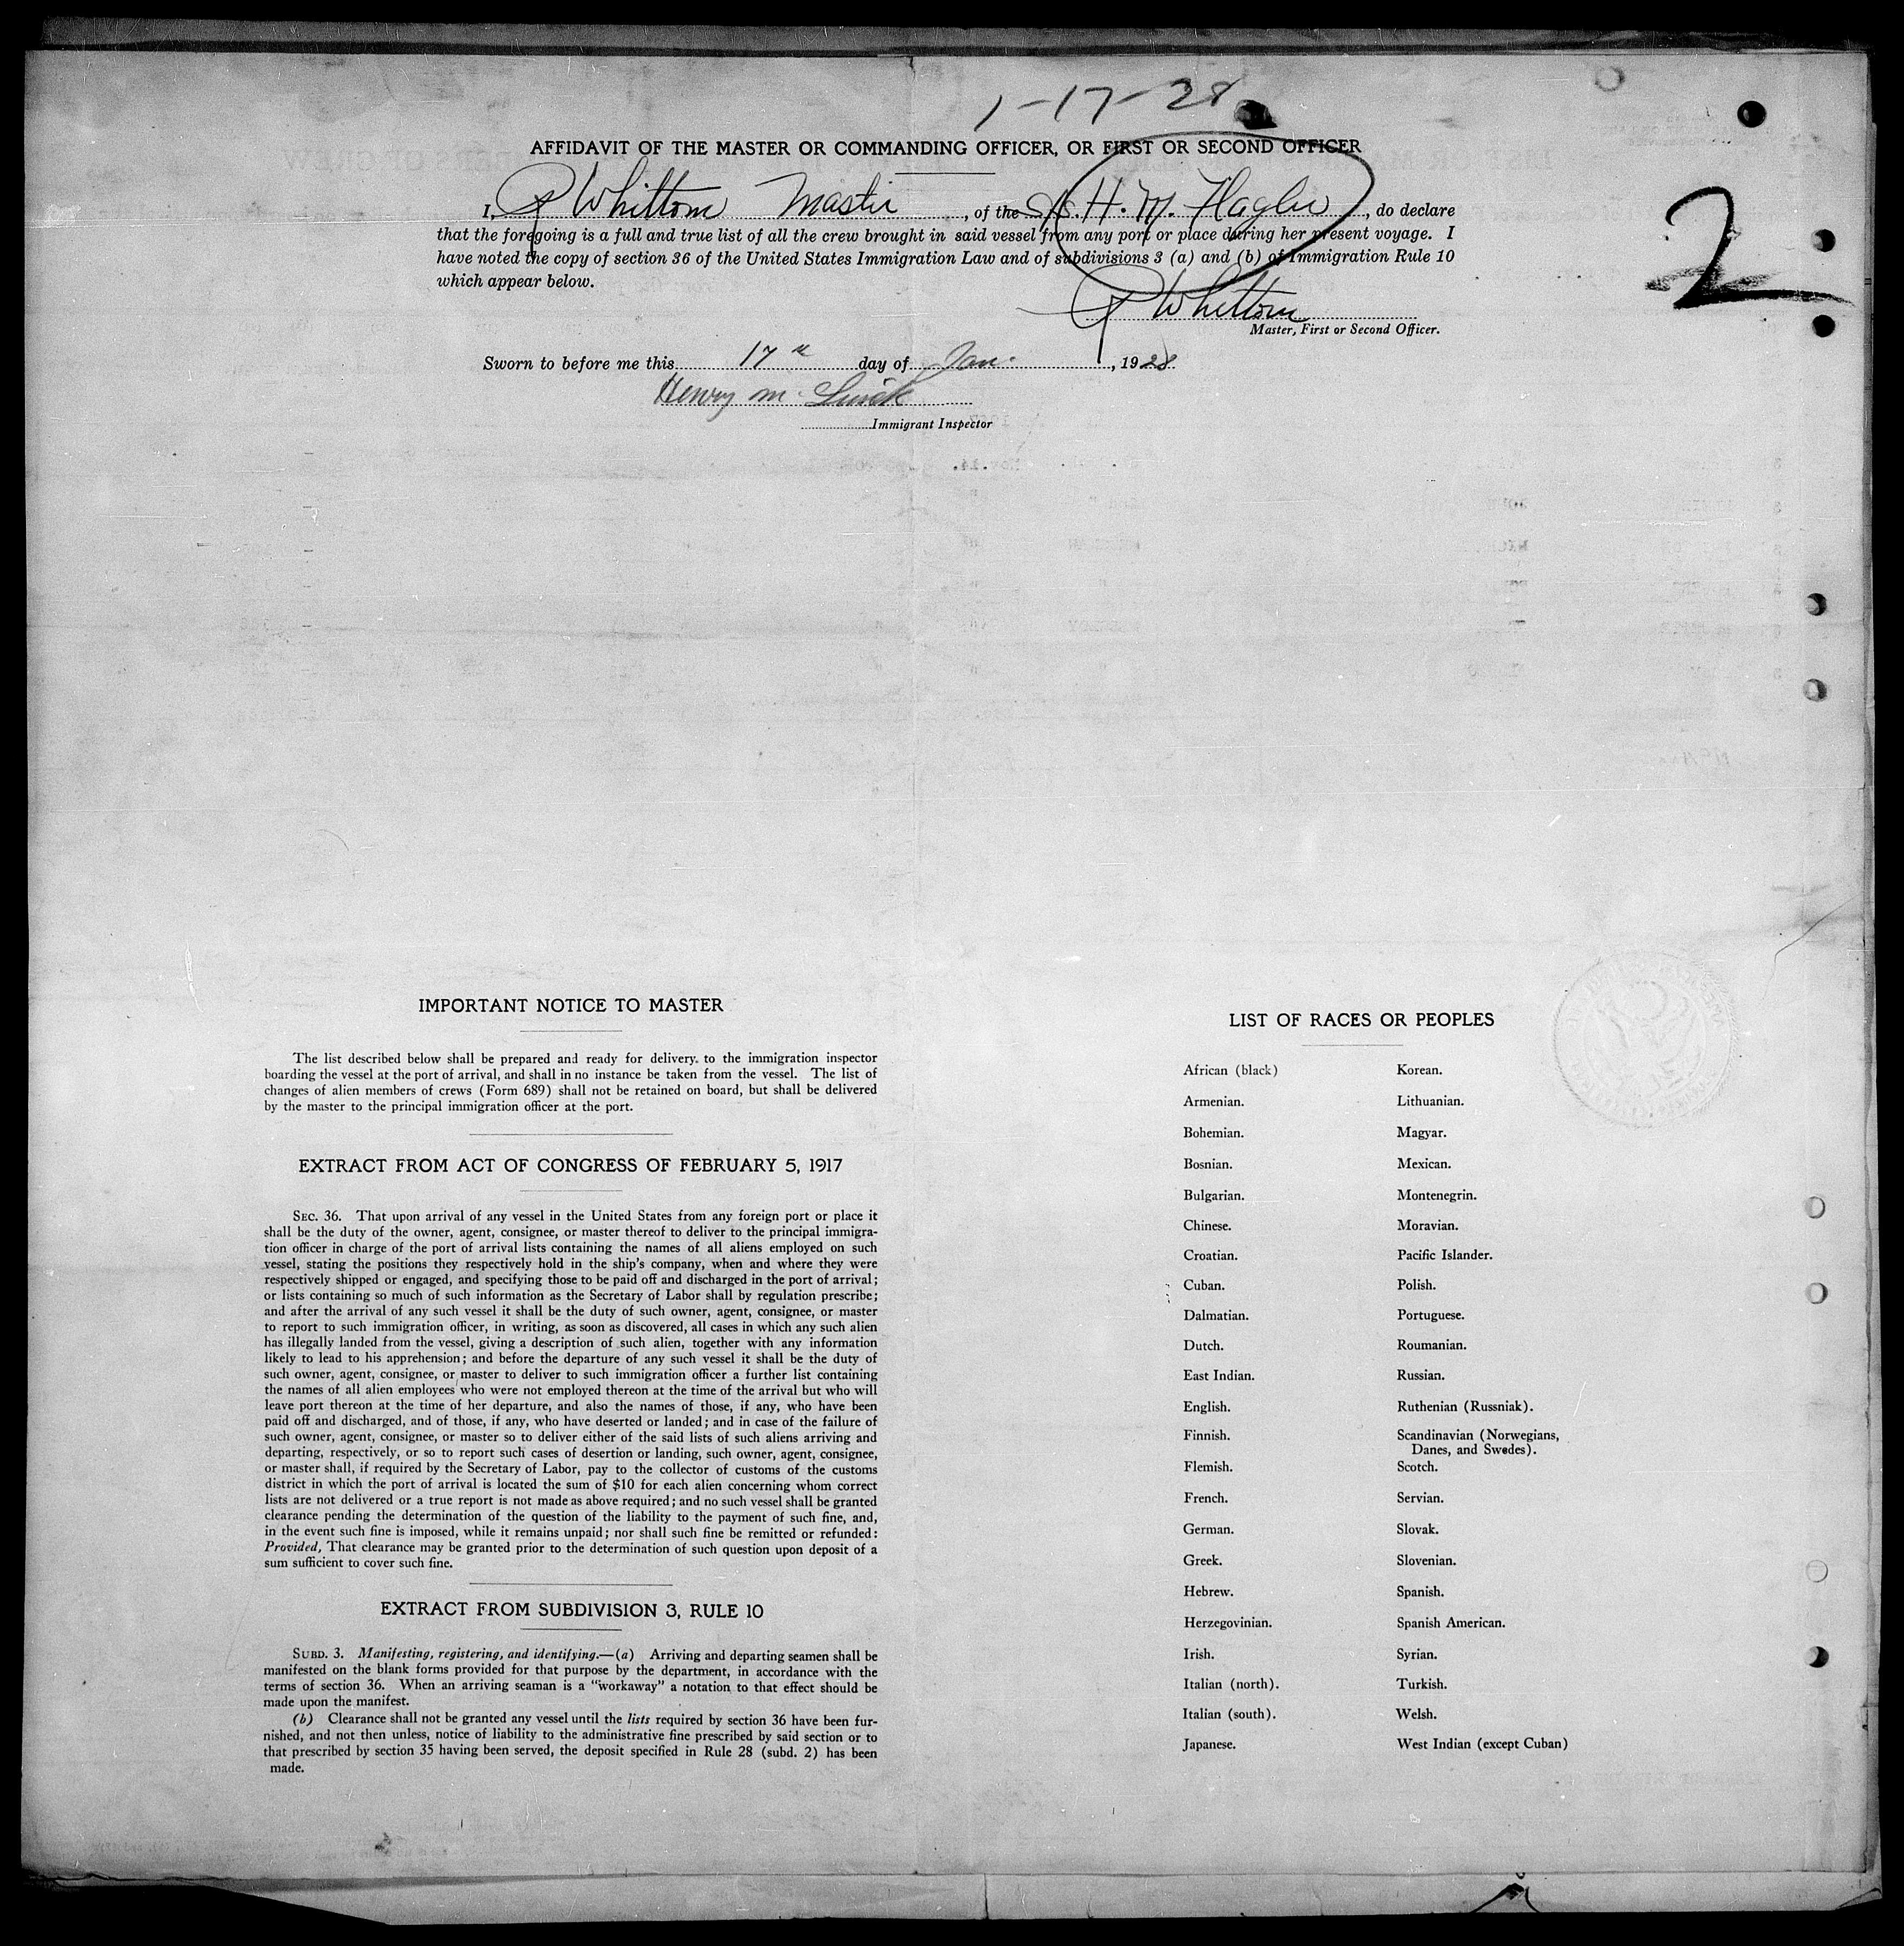 1-17-28
AFFIDAVIT OF THE MASTER OR COMMANDING OFFICER, OR FIRST OR SECOND OFFICER
2
I, P Whittom Master, of the S.S. H. M. Flagler, do declare
that the foregoing is a full and true list of all the crew brought in said vessel from any port or place during her present voyage. I
have noted the copy of section 36 of the United States Immigration Law and of subdivisions 3 (a) and (b) of Immigration Rule 10
which appear below.
P Whittom
Master, First or Second Officer.
Sworn to before me this 17th day of Jan., 1928
Henry M.
Immigrant Inspector
IMPORTANT NOTICE TO MASTER
The list described below shall be prepared and ready for delivery. to the immigration inspector
boarding the vessel at the port of arrival, and shall in no instance be taken from the vessel. The list of
changes of alien members of crews (Form 689) shall not be retained on board, but shall be delivered
by the master to the principal immigration officer at the port.
EXTRACT FROM ACT OF CONGRESS OF FEBRUARY 5, 1917
SEC. 36. That upon arrival of any vessel in the United States from any foreign port or place it
shall be the duty of the owner, agent, consignee, or master thereof to deliver to the principal immigra-
tion officer in charge of the port of arrival lists containing the names of all aliens employed on such
vessel, stating the positions they respectively hold in the ship's company, when and where they were
respectively shipped or engaged, and specifying those to be paid off and discharged in the port of arrival;
or lists containing so much of such information as the Secretary of Labor shall by regulation prescribe;
and after the arrival of any such vessel it shall be the duty of such owner, agent, consignee, or master
to report to such immigration officer, in writing, as soon as discovered, all cases in which any such alien
has illegally landed from the vessel, giving a description of such alien, together with any information
likely to lead to his apprehension; and before the departure of any such vessel it shall be the duty of
such owner, agent, consignee, or master to deliver to such immigration officer a further list containing
the names of all alien employees who were not employed thereon at the time of the arrival but who will
leave port thereon at the time of her departure, and also the names of those, if any, who have been
paid off and discharged, and of those, if any, who have deserted or landed; and in case of the failure of
such owner, agent, consignee, or master so to deliver either of the said lists of such aliens arriving and
departing, respectively, or so to report such cases of desertion or landing, such owner, agent, consignee,
or master shall, if required by the Secretary of Labor, pay to the collector of customs of the customs
district in which the port of arrival is located the sum of $10 for each alien concerning whom correct
lists are not delivered or a true report is not made as above required; and no such vessel shall be granted
clearance pending the determination of the question of the liability to the payment of such fine, and,
in the event such fine is imposed, while it remains unpaid; nor shall such fine be remitted or refunded:
Provided, That clearance may be granted prior to the determination of such question upon deposit of a
sum sufficient to cover such fine.
EXTRACT FROM SUBDIVISION 3, RULE 10
SUBD. 3. Manifesting, registering, and identifying.—(a) Arriving and departing seamen shall be
manifested on the blank forms provided for that purpose by the department, in accordance with the
terms of section 36. When an arriving seaman is a "workaway" a notation to that effect should be
made upon the manifest.
(b) Clearance shall not be granted any vessel until the lists required by section 36 have been fur-
nished, and not then unless, notice of liability to the administrative fine prescribed by said section or to
that prescribed by section 35 having been served, the deposit specified in Rule 28 (subd. 2) has been
made.
LIST OF RACES OR PEOPLES
African (black)
Armenian.
Bohemian.
Bosnian.
Bulgarian.
Chinese.
Croatian.
Cuban.
Dalmatian.
Dutch.
East Indian.
English.
Finnish.
Flemish.
French.
German.
Greek.
Hebrew.
Herzegovinian.
Irish.
Italian (north).
Italian (south).
Japanese.
Korean.
Lithuanian.
Magyar.
Mexican.
Montenegrin.
Moravian.
Pacific Islander.
Polish.
Portuguese.
Roumanian.
Russian.
Ruthenian (Russniak).
Scandinavian (Norwegians,
Danes, and Swedes).
Scotch.
Servian.
Slovak.
Slovenian.
Spanish.
Spanish American.
Syrian.
Turkish.
Welsh.
West Indian (except Cuban)